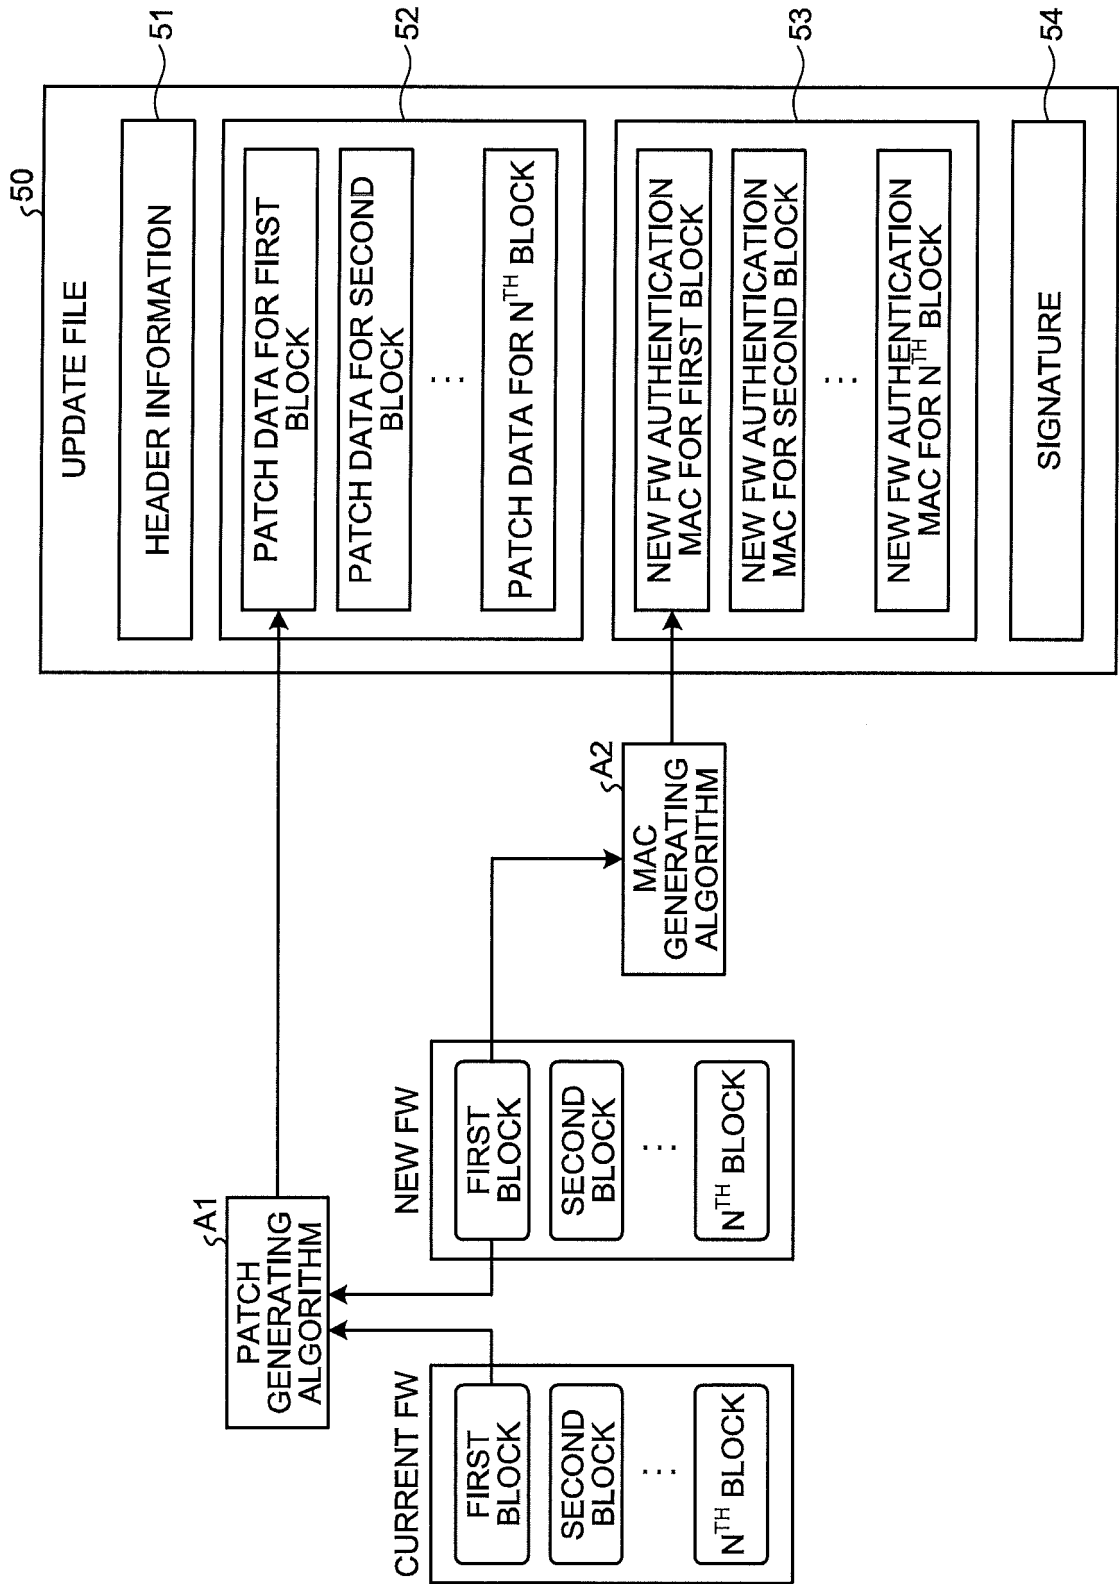 50
UPDATE FILE
HEADER INFORMATION
51
PATCH DATA FOR FIRST
BLOCK
PATCH DATA FOR SECOND
BLOCK
...
PATCH DATA FOR NTH BLOCK
52
NEW FW AUTHENTICATION
MAC FOR FIRST BLOCK
NEW FW AUTHENTICATION
MAC FOR SECOND BLOCK
...
NEW FW AUTHENTICATION
MAC FOR NTH BLOCK
53
SIGNATURE
54
A1
PATCH
GENERATING
ALGORITHM
A2
MAC
GENERATING
ALGORITHM
CURRENT FW
FIRST
BLOCK
SECOND
BLOCK
...
NTH BLOCK
NEW FW
FIRST
BLOCK
SECOND
BLOCK
...
NTH BLOCK